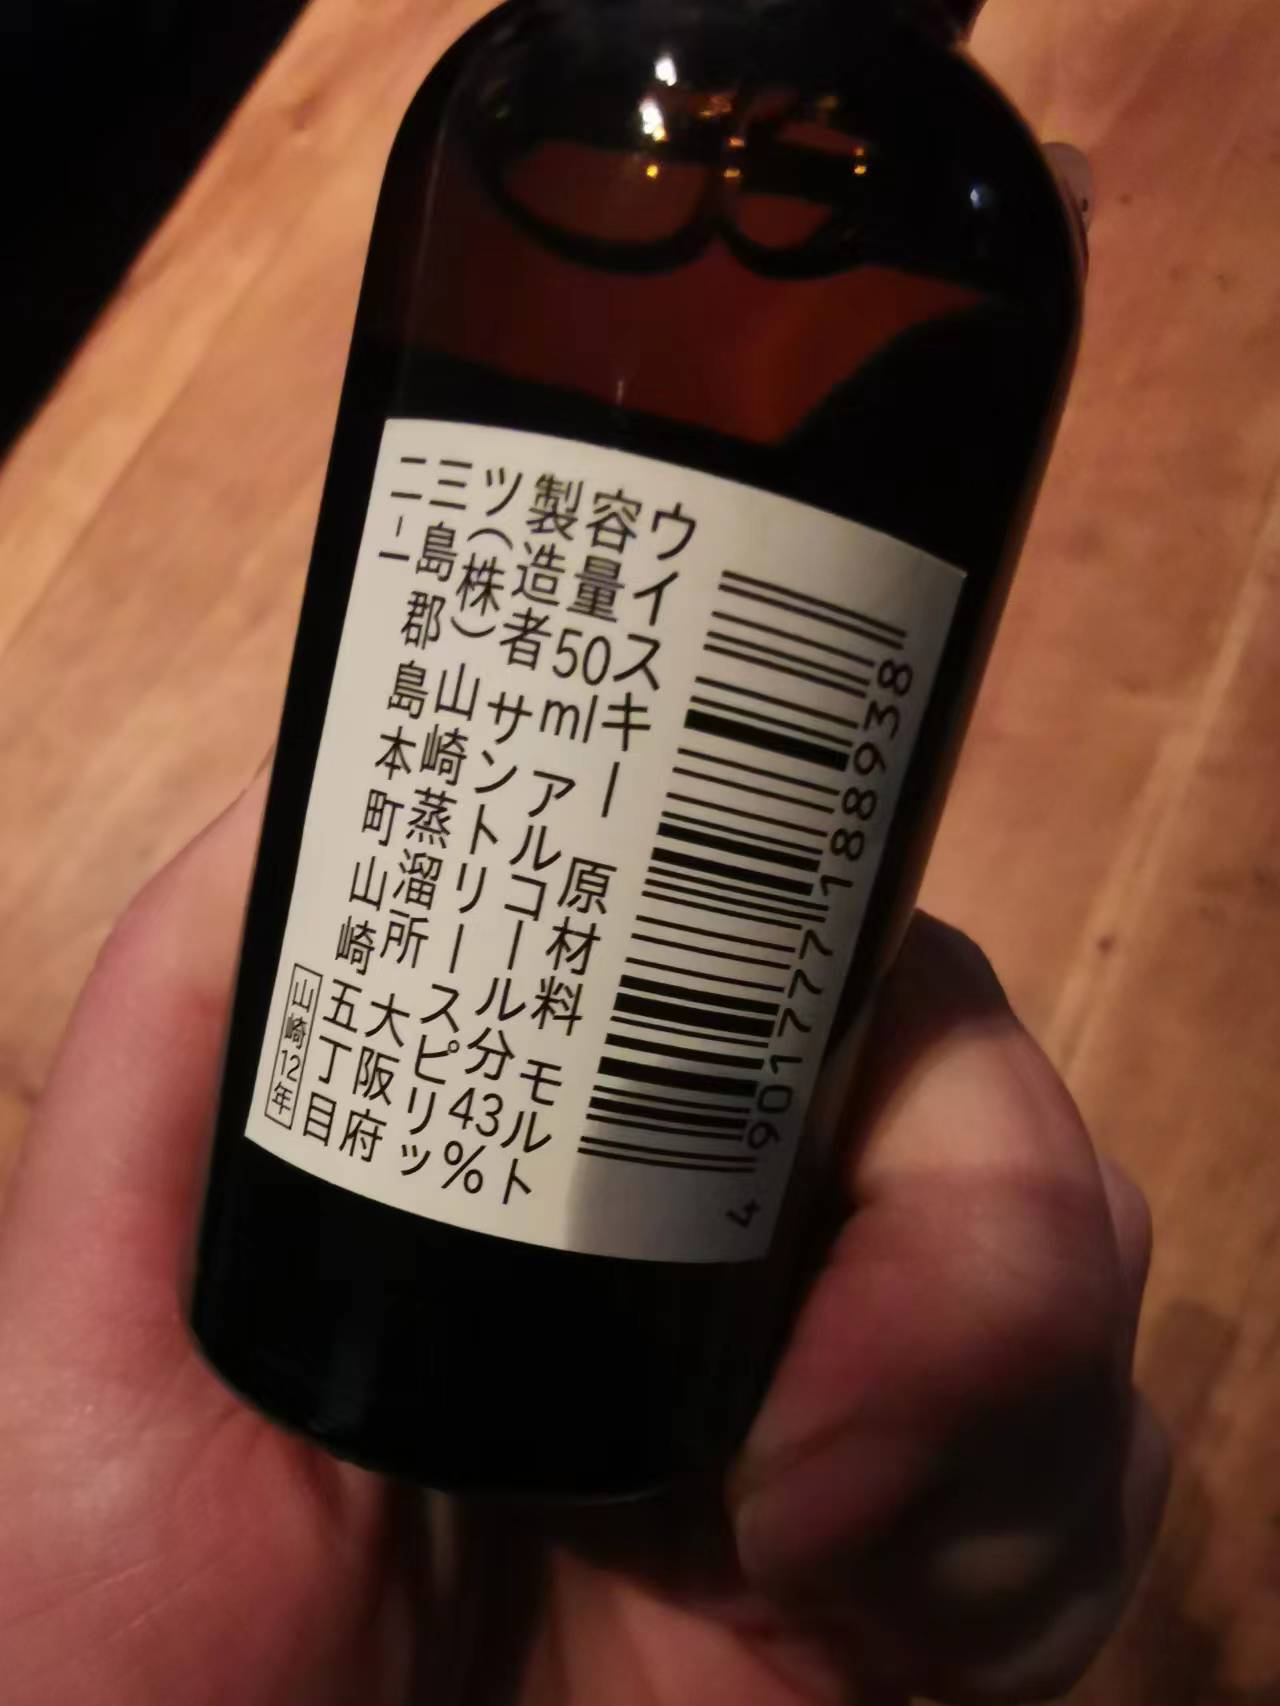 ウイスキー 原材料 モルト
容量50ml アルコール分43%
製造者 サントリースピリッ
ツ(株) 山崎蒸溜所 大阪府
三島郡島本町山崎五丁目
二ー一
山崎12年
4 901777 188938